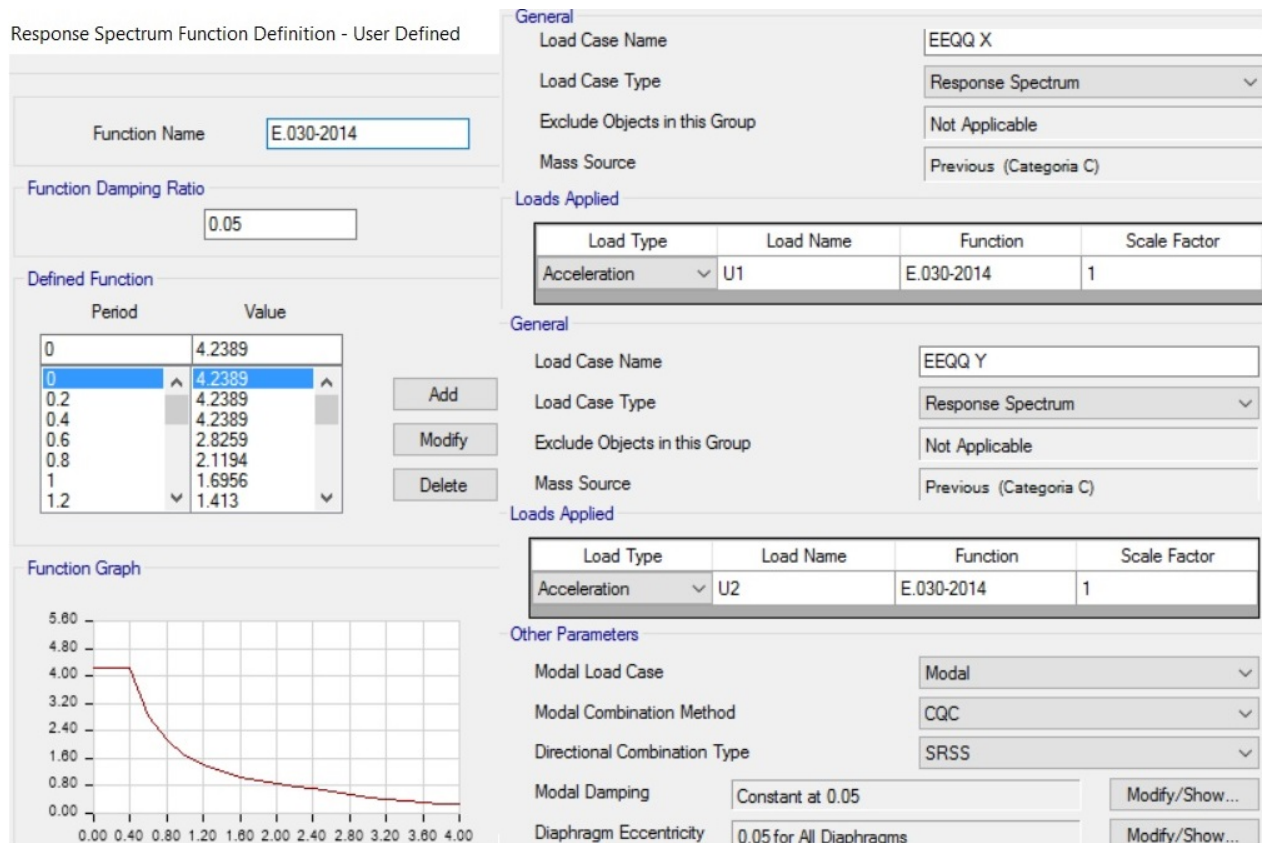 Response Spectrum Function Definition - User Defined
Function Name E.030-2014
Function Damping Ratio
0.05
Defined Function
Period Value
0 4.2389
0 4.2389
0.2 4.2389
0.4 4.2389
0.6 2.8259
0.8 2.1194
1 1.6956
1.2 1.413
Add
Modify
Delete
Function Graph
5.60
4.80
4.00
3.20
2.40
1.60
0.80
0.00
0.00 0.40 0.80 1.20 1.60 2.00 2.40 2.80 3.20 3.60 4.00
General
Load Case Name EEQQ X
Load Case Type Response Spectrum
Exclude Objects in this Group Not Applicable
Mass Source Previous (Categoria C)
Loads Applied
Load Type Load Name Function Scale Factor
Acceleration U1 E.030-2014 1
General
Load Case Name EEQQ Y
Load Case Type Response Spectrum
Exclude Objects in this Group Not Applicable
Mass Source Previous (Categoria C)
Loads Applied
Load Type Load Name Function Scale Factor
Acceleration U2 E.030-2014 1
Other Parameters
Modal Load Case Modal
Modal Combination Method CQC
Directional Combination Type SRSS
Modal Damping Constant at 0.05 Modify/Show...
Diaphragm Eccentricity 0.05 for All Diaphragms Modify/Show...